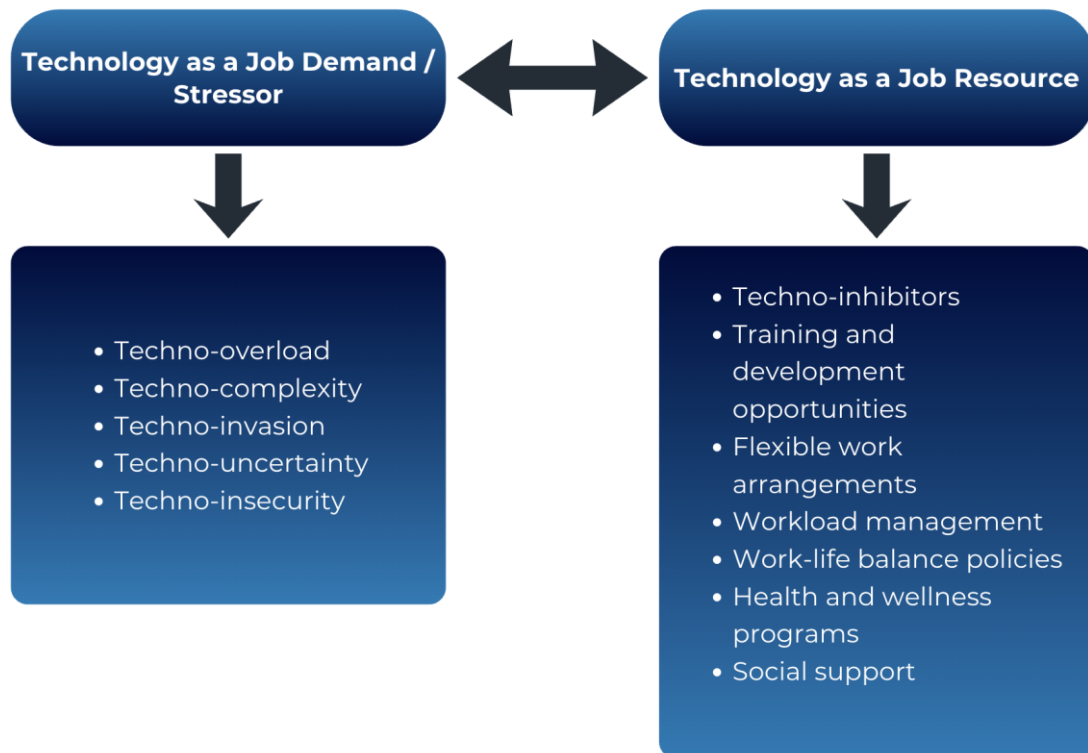 Technology as a Job Demand /
Stressor
Technology as a Job Resource
• Techno-overload
• Techno-complexity
• Techno-invasion
• Techno-uncertainty
• Techno-insecurity
• Techno-inhibitors
• Training and
development
opportunities
• Flexible work
arrangements
• Workload management
• Work-life balance policies
• Health and wellness
programs
• Social support